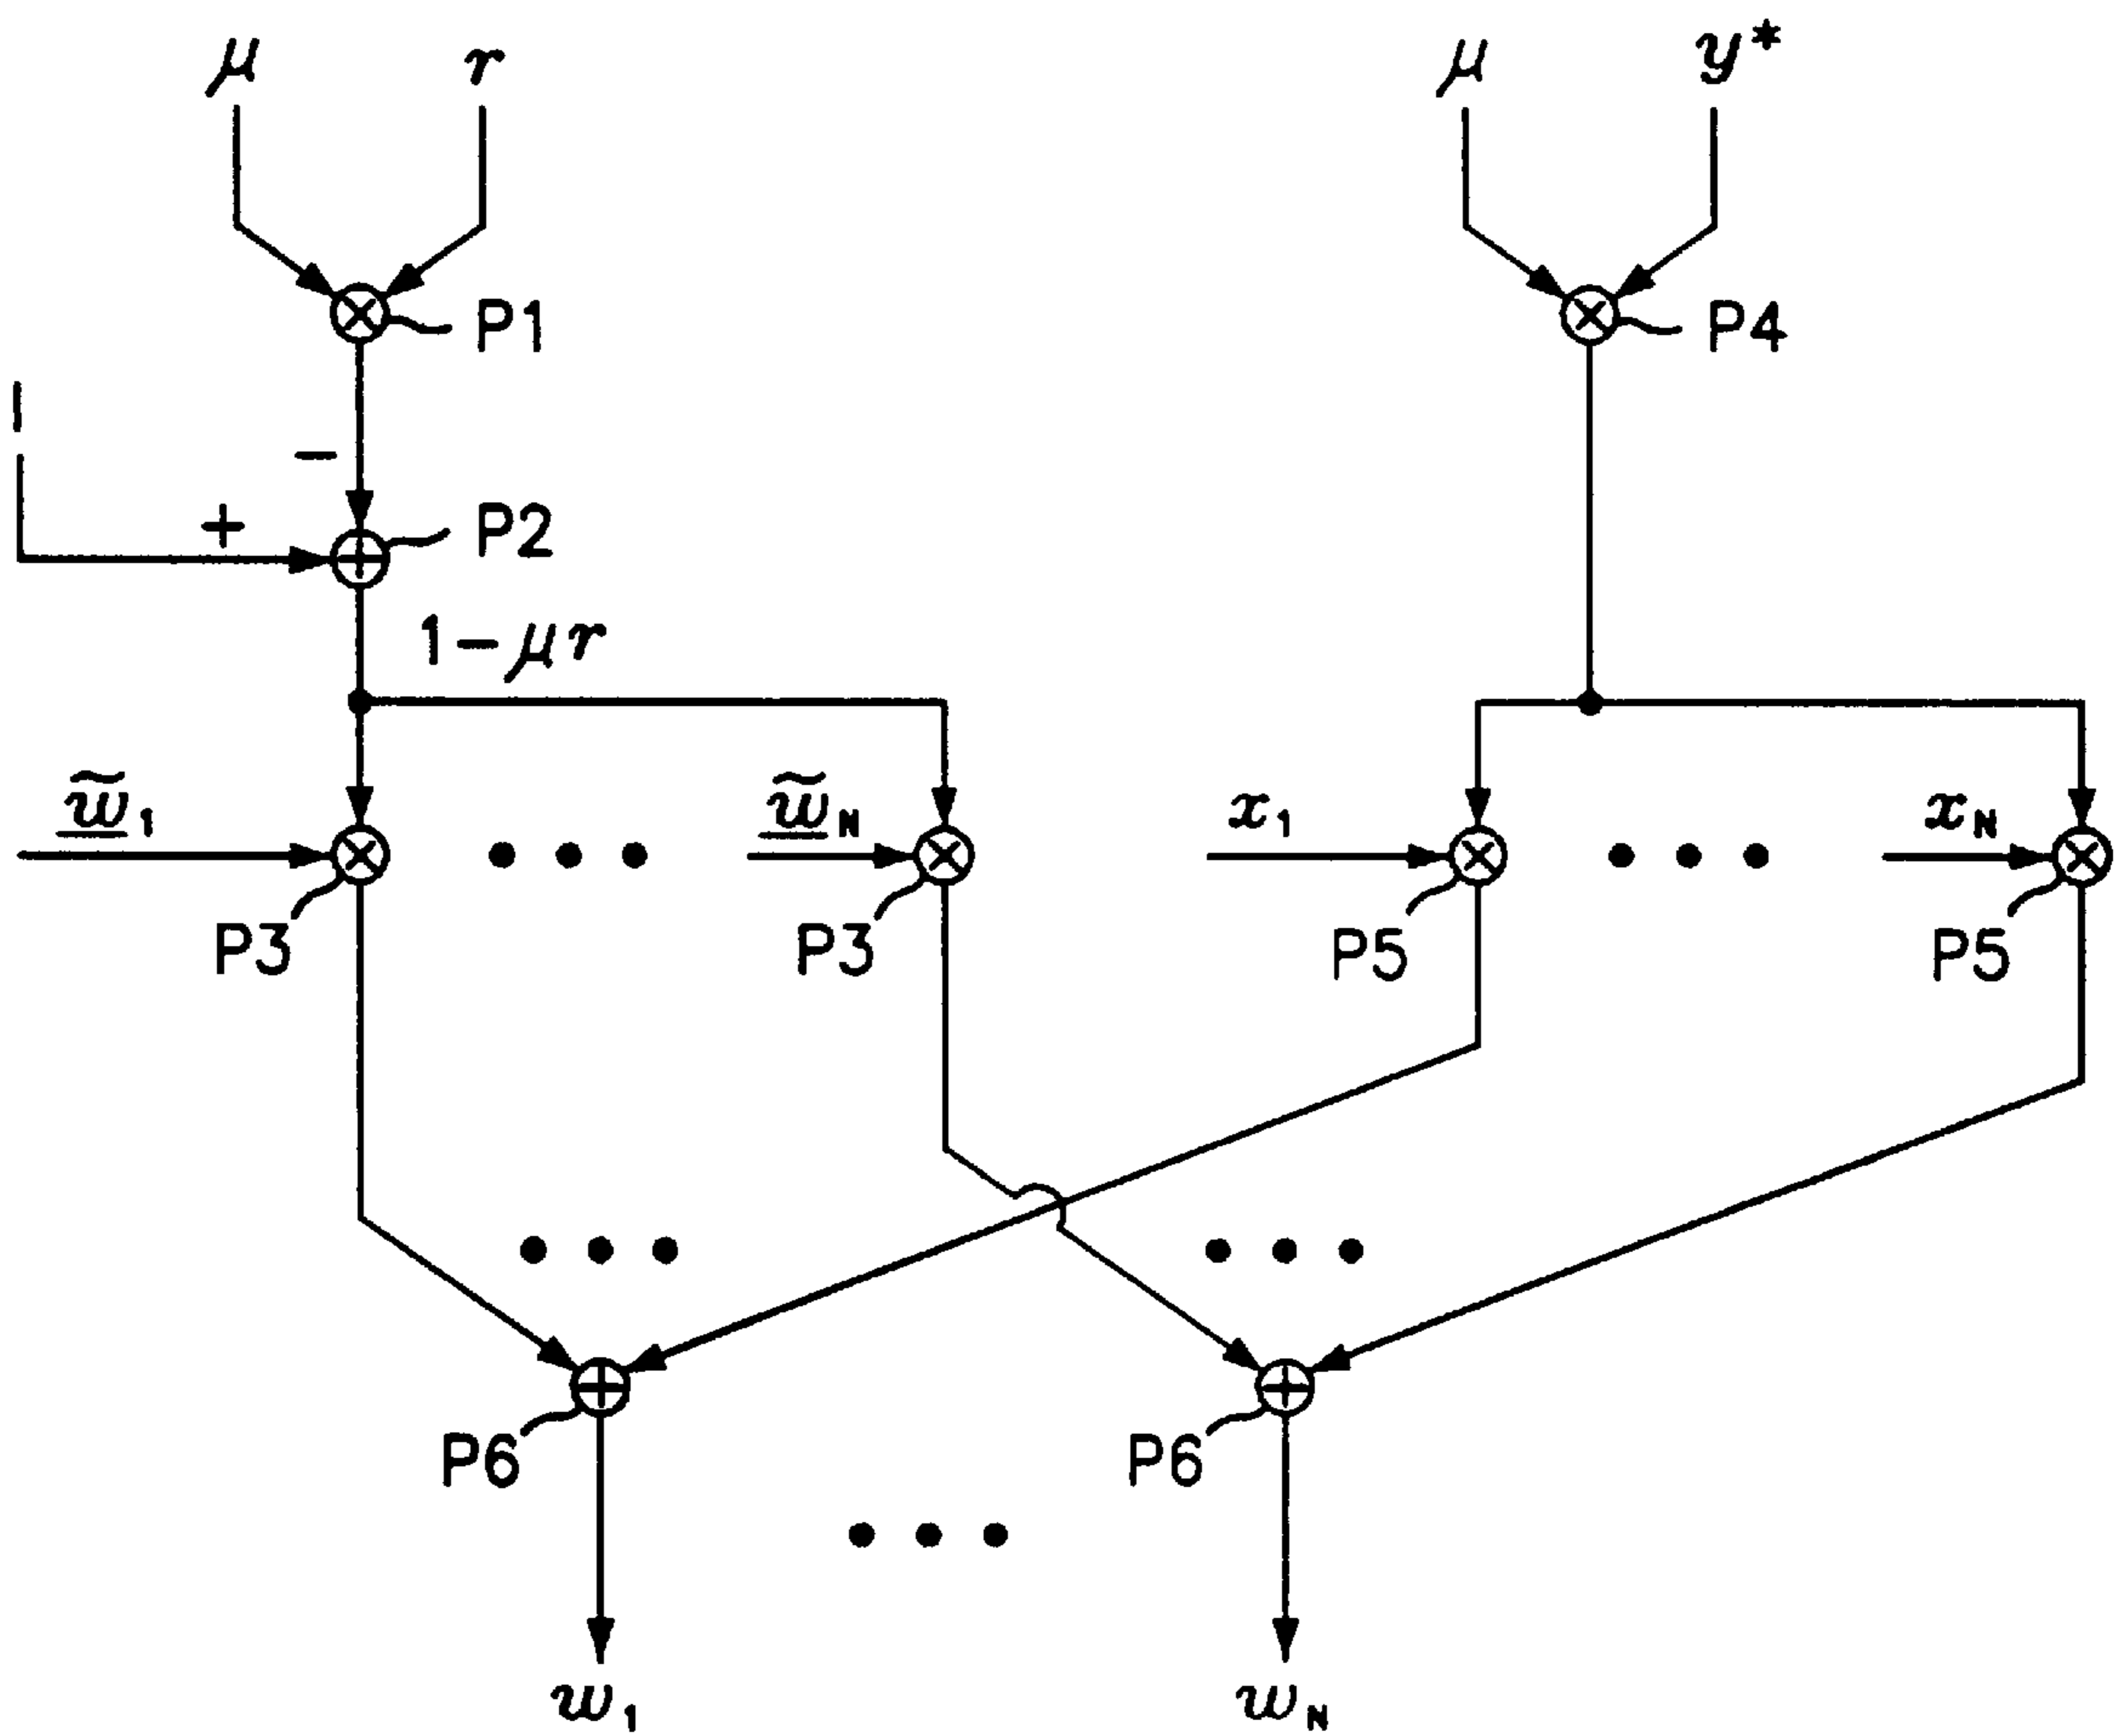 μ r μ y*
P1 P4
1
−
+ P2
1−μr
w̲̃₁ w̲̃N x₁ xN
P3 P3 P5 P5
P6 P6
w₁ wN